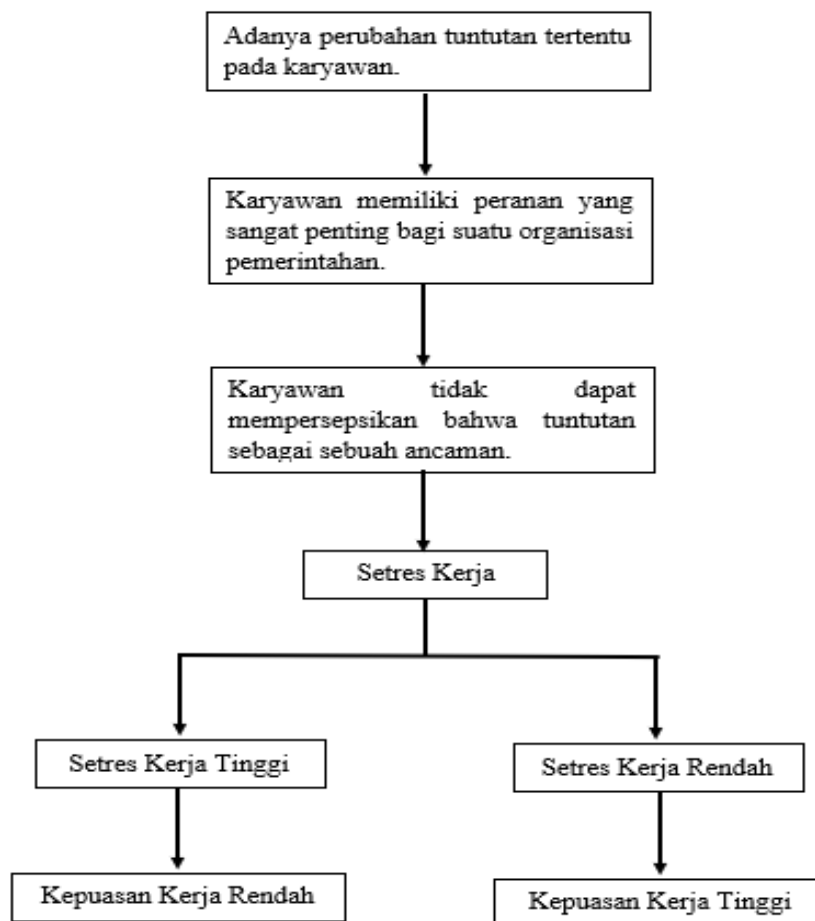 Adanya perubahan tuntutan tertentu
pada karyawan.
Karyawan memiliki peranan yang
sangat penting bagi suatu organisasi
pemerintahan.
Karyawan tidak dapat
mempersepsikan bahwa tuntutan
sebagai sebuah ancaman.
Setres Kerja
Setres Kerja Tinggi
Setres Kerja Rendah
Kepuasan Kerja Rendah
Kepuasan Kerja Tinggi